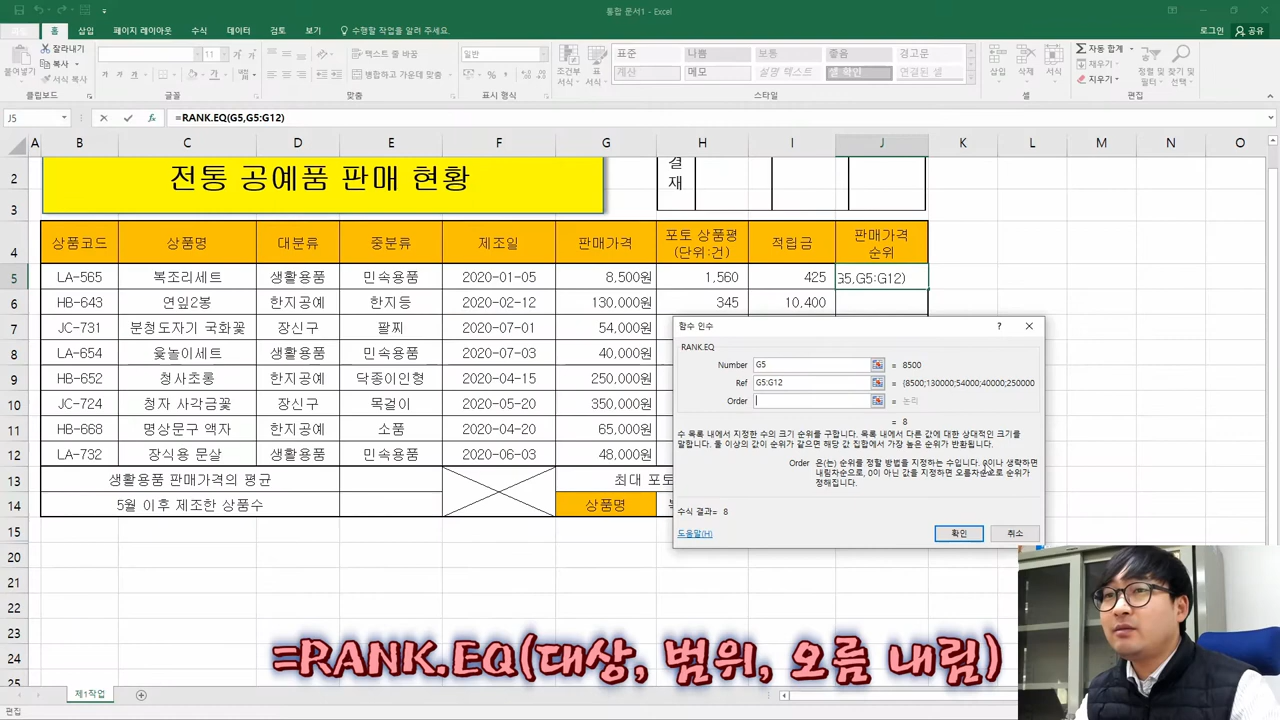 통합 문서1 - Excel
홈 삽입 페이지 레이아웃 수식 데이터 검토 보기 수행할 작업을 알려 주세요. 로그인 공유
붙여넣기 잘라내기 복사 서식 복사
11 가 가
텍스트 줄 바꿈
병합하고 가운데 맞춤
일반
조건부 서식 표 서식
표준 나쁨 보통 좋음 경고문
계산 메모 설명 텍스트 셀 확인 연결된 셀
삽입 삭제 서식
자동 합계 채우기 지우기
정렬 및 필터 찾기 및 선택
클립보드 글꼴 맞춤 표시 형식 스타일 셀 편집
J5 fx =RANK.EQ(G5,G5:G12)
A B C D E F G H I J K L M N O
2 전통 공예품 판매 현황 결재
3
4 상품코드 상품명 대분류 중분류 제조일 판매가격 포토 상품평 (단위:건) 적립금 판매가격 순위
5 LA-565 복조리세트 생활용품 민속용품 2020-01-05 8,500원 1,560 425 G5,G5:G12)
6 HB-643 연잎2봉 한지공예 한지등 2020-02-12 130,000원 345 10,400
7 JC-731 분청도자기 국화꽃 장신구 팔찌 2020-07-01 54,000원
8 LA-654 윷놀이세트 생활용품 민속용품 2020-07-03 40,000원
9 HB-652 청사초롱 한지공예 닥종이인형 2020-04-15 250,000원
10 JC-724 청자 사각금꽃 장신구 목걸이 2020-05-20 350,000원
11 HB-668 명상문구 액자 한지공예 소품 2020-04-20 65,000원
12 LA-732 장식용 문살 생활용품 민속용품 2020-06-03 48,000원
13 생활용품 판매가격의 평균 최대 포토
14 5월 이후 제조한 상품수 상품명
15
20
21
22
23
24
25
함수 인수 ?
RANK.EQ
Number G5 = 8500
Ref G5:G12 = {8500;130000;54000;40000;250000
Order = 논리
= 8
수 목록 내에서 지정한 수의 크기 순위를 구합니다. 목록 내에서 다른 값에 대한 상대적인 크기를
말합니다. 둘 이상의 값이 순위가 같으면 해당 값 집합에서 가장 높은 순위가 반환됩니다.
Order 은(는) 순위를 정할 방법을 지정하는 수입니다. 0이나 생략하면
내림차순으로, 0이 아닌 값을 지정하면 오름차순으로 순위가
정해집니다.
수식 결과= 8
도움말(H) 확인 취소
=RANK.EQ(대상, 범위, 오름 내림)
제1작업
편집